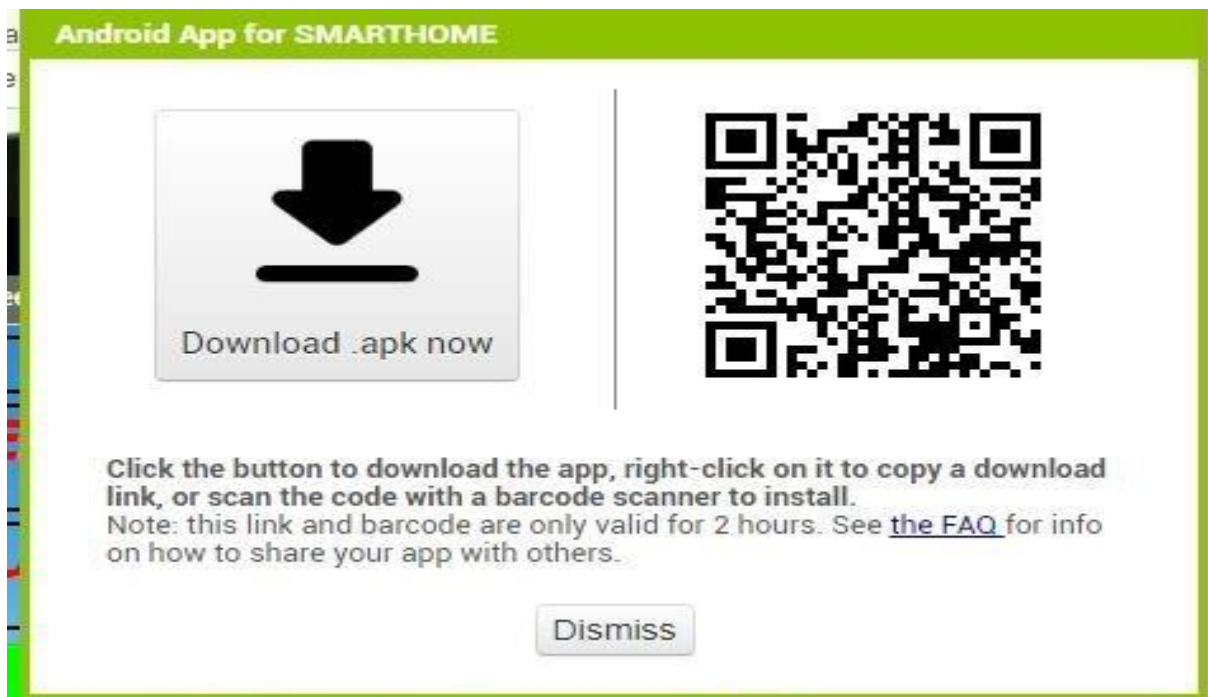 Android App for SMARTHOME
Download .apk now
Click the button to download the app, right-click on it to copy a download
link, or scan the code with a barcode scanner to install.
Note: this link and barcode are only valid for 2 hours. See the FAQ for info
on how to share your app with others.
Dismiss